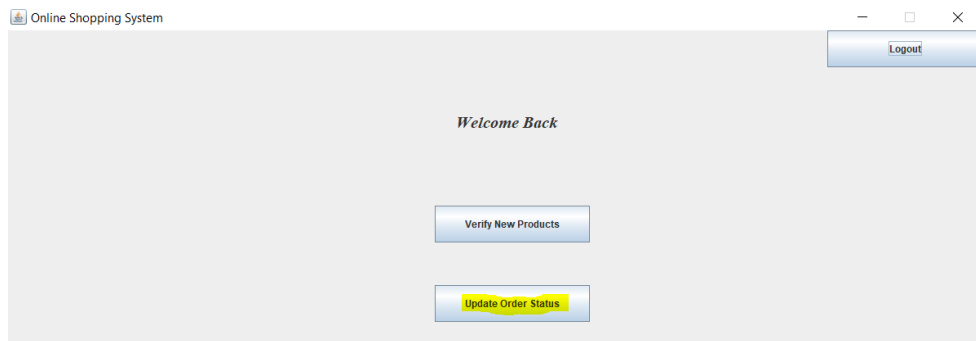 Online Shopping System
Logout
Welcome Back
Verify New Products
Update Order Status